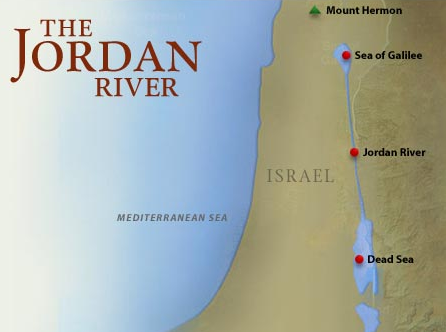 THE
JORDAN
RIVER
Mount Hermon
Sea of Galilee
Jordan River
ISRAEL
MEDITERRANEAN SEA
Dead Sea